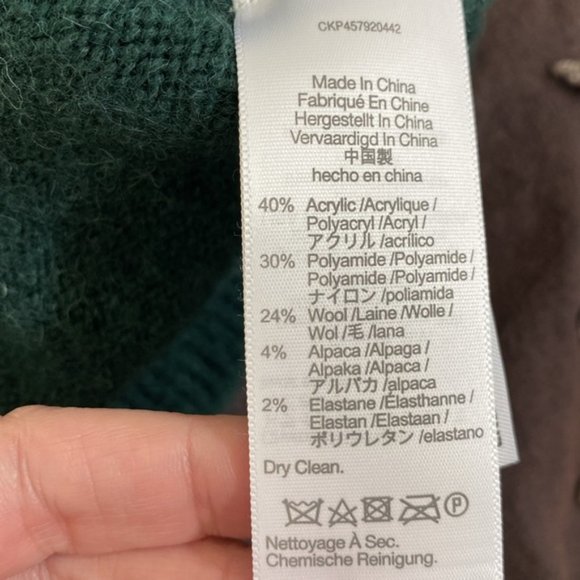 CKP457920442
Made In China
Fabriqué En Chine
Hergestellt In China
Vervaardigd In China
中国製
hecho en china
40% Acrylic /Acrylique /
Polyacryl /Acryl /
アクリル /acrílico
30% Polyamide /Polyamide /
Polyamide /Polyamide /
ナイロン /poliamida
24% Wool /Laine /Wolle /
Wol /毛 /lana
4% Alpaca /Alpaga /
Alpaka /Alpaca /
アルパカ /alpaca
2% Elastane /Élasthanne /
Elastan /Elastaan /
ポリウレタン /elastano
Dry Clean.
P
Nettoyage À Sec.
Chemische Reinigung.